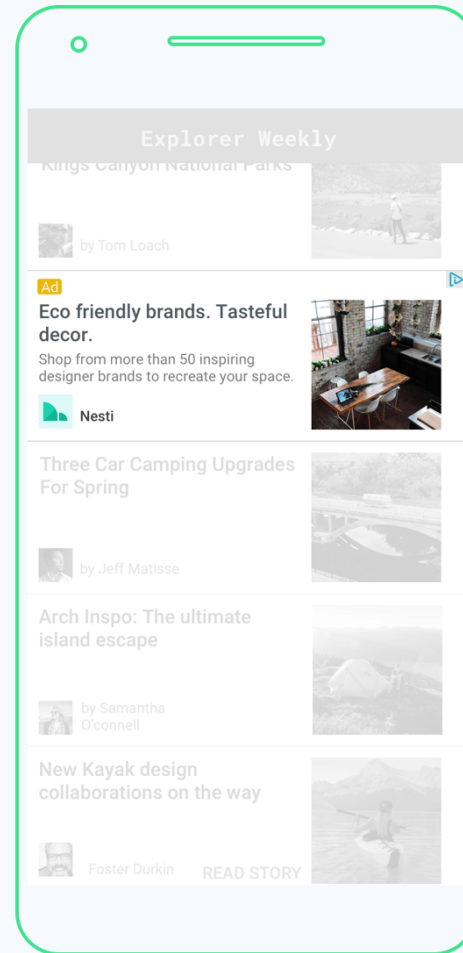 Explorer Weekly
Kings Canyon National Parks
by Tom Loach
Ad
Eco friendly brands. Tasteful
decor.
Shop from more than 50 inspiring
designer brands to recreate your space.
Nesti
Three Car Camping Upgrades
For Spring
by Jeff Matisse
Arch Inspo: The ultimate
island escape
by Samantha
O'connell
New Kayak design
collaborations on the way
Foster Durkin
READ STORY